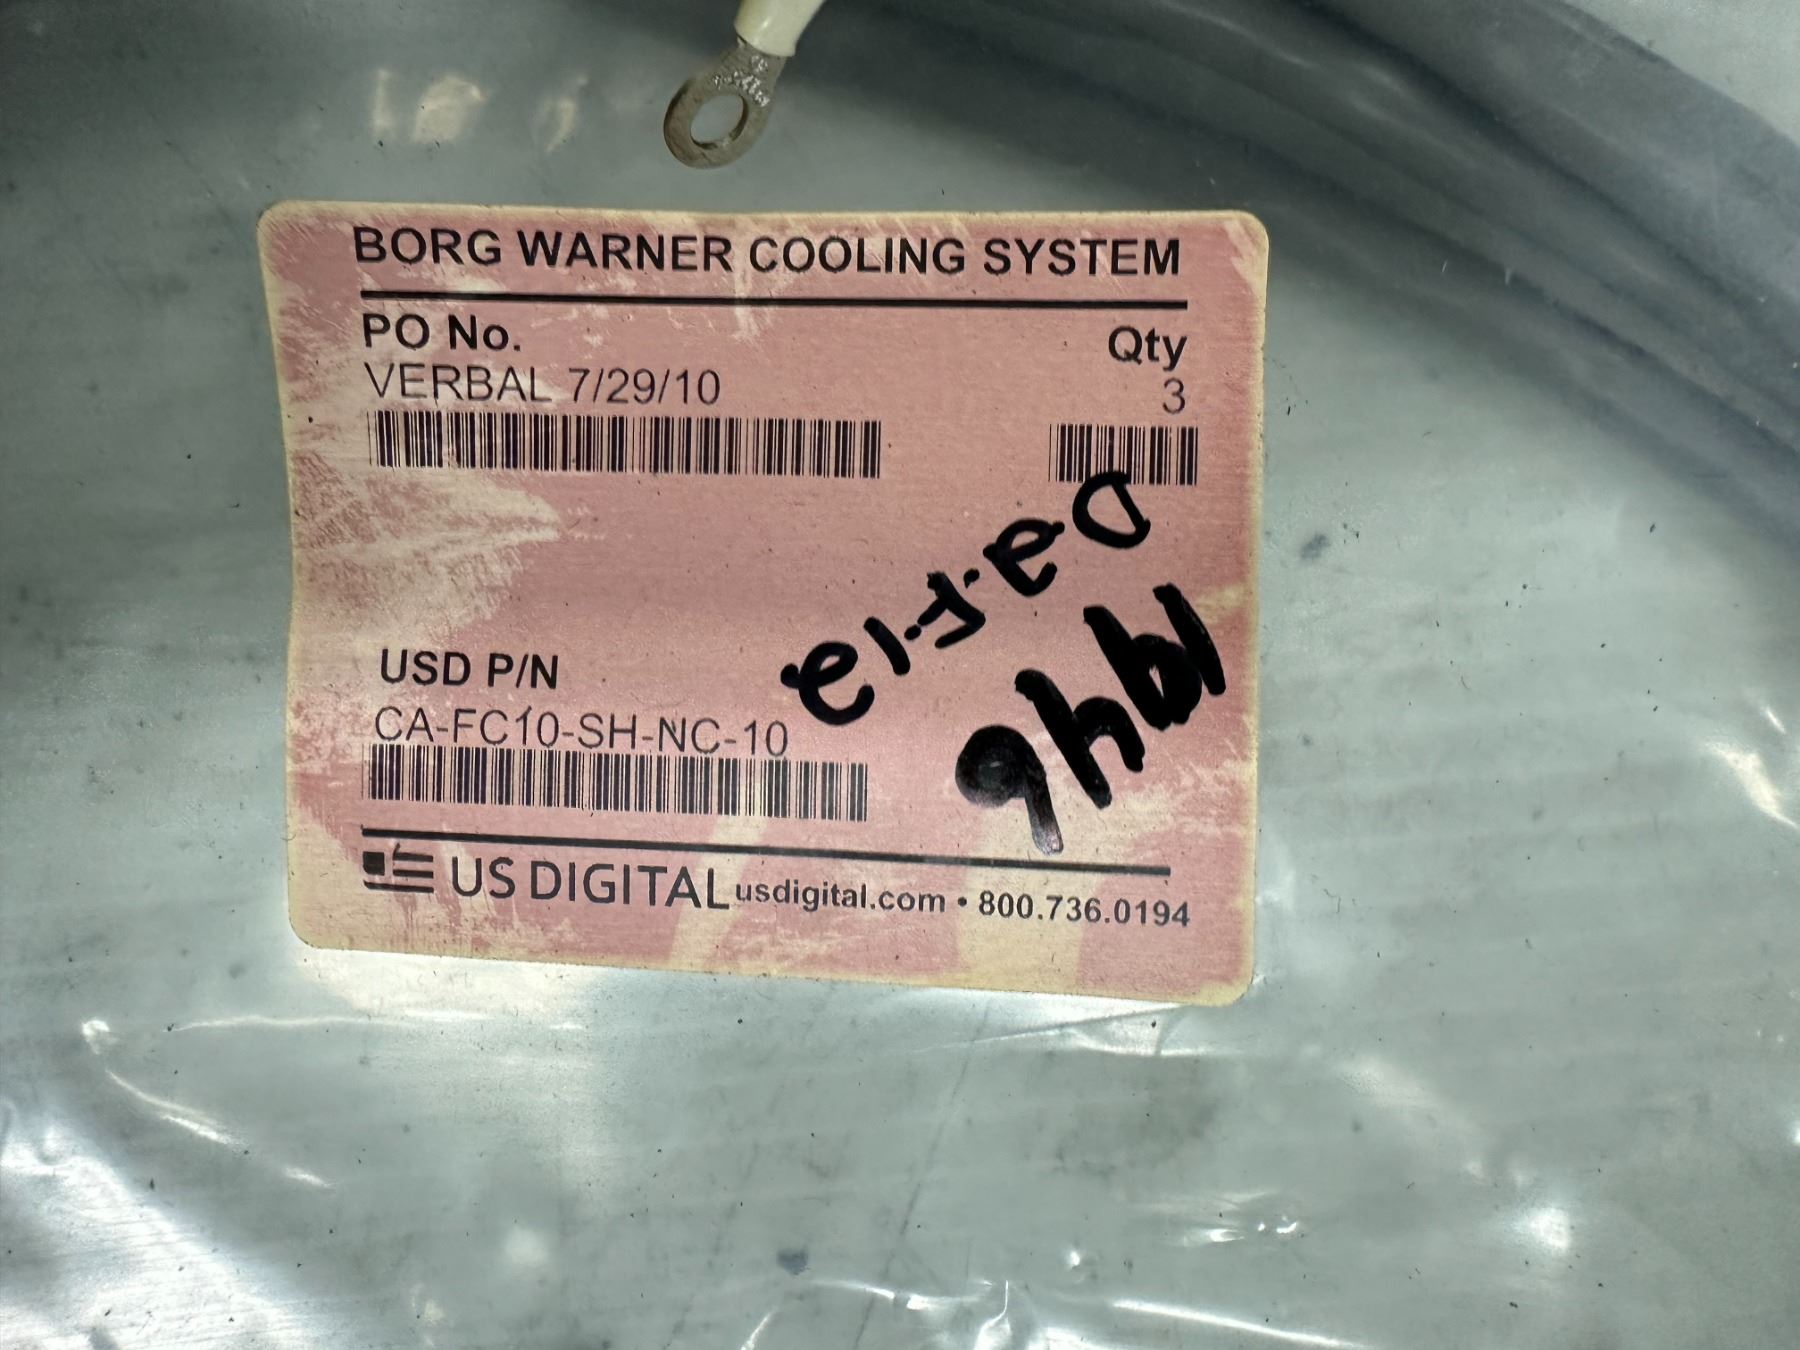 BORG WARNER COOLING SYSTEM
PO No.
Qty
VERBAL 7/29/10
3
USD P/N
CA-FC10-SH-NC-10
US DIGITAL usdigital.com • 800.736.0194